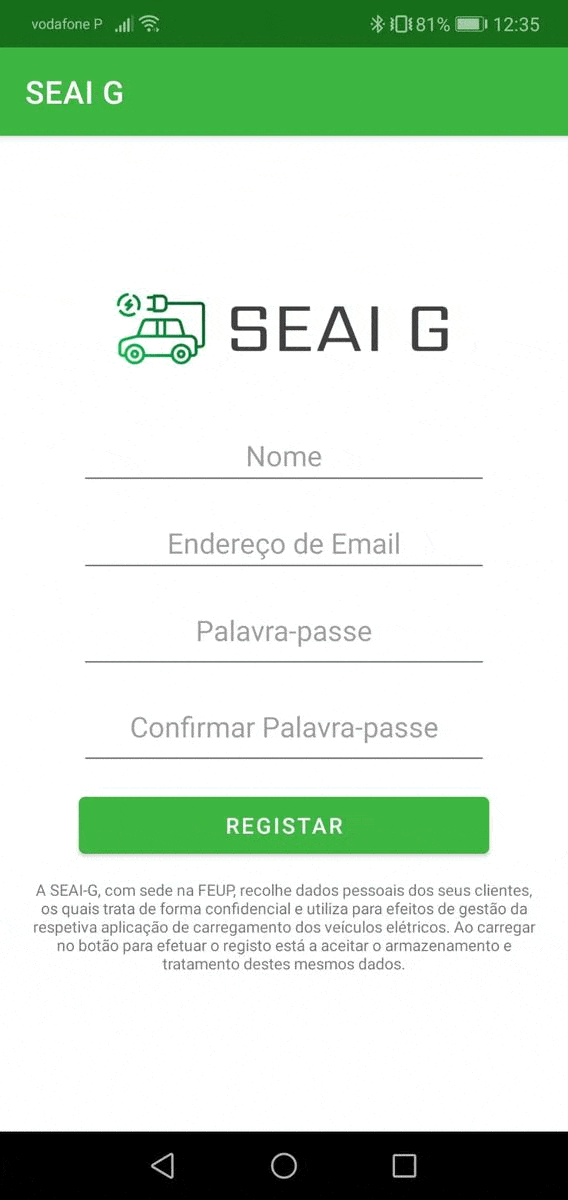 vodafone P 81% 12:35
SEAI G
SEAI G
Nome
Endereço de Email
Palavra-passe
Confirmar Palavra-passe
REGISTAR
A SEAI-G, com sede na FEUP, recolhe dados pessoais dos seus clientes,
os quais trata de forma confidencial e utiliza para efeitos de gestão da
respetiva aplicação de carregamento dos veículos elétricos. Ao carregar
no botão para efetuar o registo está a aceitar o armazenamento e
tratamento destes mesmos dados.